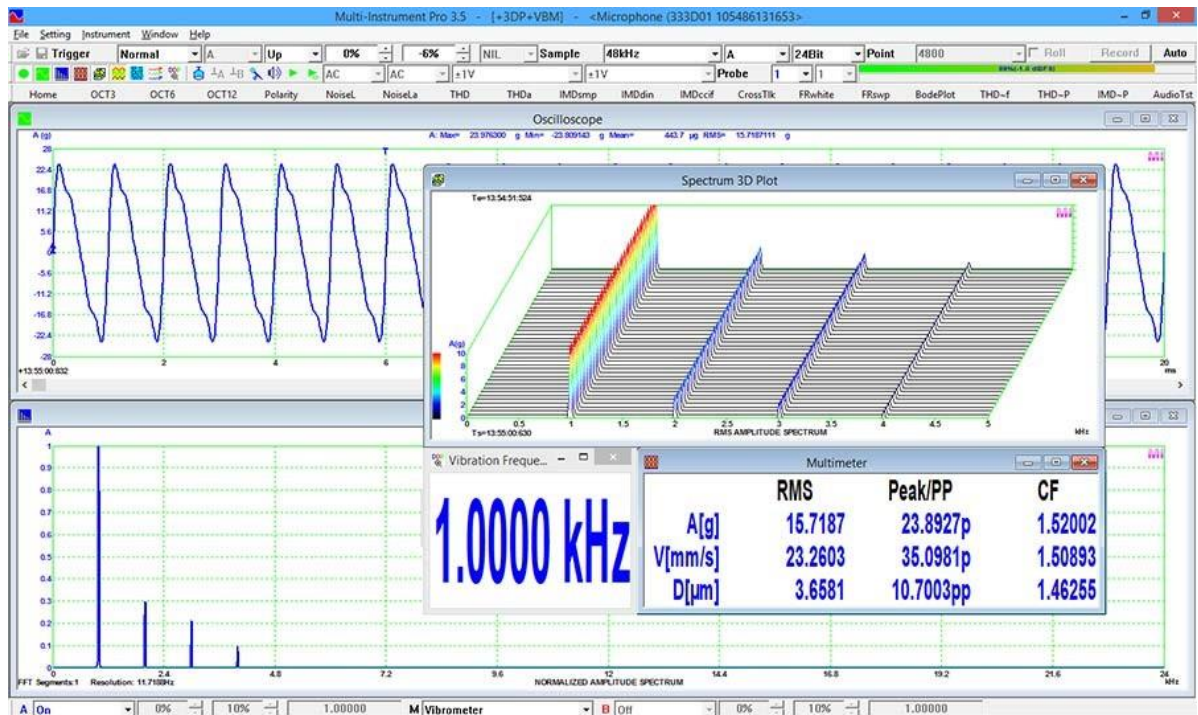 Multi-Instrument Pro 3.5 - [+3DP+VBM] - <Microphone (333D01 105486131653>
File Setting Instrument Window Help
Trigger Normal A Up 0% -6% NIL Sample 48kHz A 24Bit Point 4800 Roll Record Auto
AC AC ±1V ±1V Probe 1 1
Home OCT3 OCT6 OCT12 Polarity NoiseL NoiseLa THD THDa IMDsmp IMDdin IMDccif CrossTlk FRwhite FRswp BodePlot THD~f THD~P IMD~P AudioTst
Oscilloscope
A (g)
A: Max= 23.976300 g Min= -23.809143 g Mean= 443.7 µg RMS= 15.7187111 g
28
22.4
16.8
11.2
5.6
0
-5.6
-11.2
-16.8
-22.4
-28
0 2 4 6 20
+13:55:00:832
ms
Spectrum 3D Plot
Te=13:54:51:524
A(g)
10
8
6
4
2
0
0 0.5 1 1.5 2 2.5 3 3.5 4 4.5 5
Ts=13:55:00:630
RMS AMPLITUDE SPECTRUM
kHz
A
1
0.9
0.8
0.7
0.6
0.5
0.4
0.3
0.2
0.1
0
0 2.4 4.8 7.2 9.6 12 14.4 16.8 19.2 21.6 24
FFT Segments:1 Resolution: 11.7188Hz
NORMALIZED AMPLITUDE SPECTRUM
kHz
Vibration Freque...
1.0000 kHz
Multimeter
RMS Peak/PP CF
A[g] 15.7187 23.8927p 1.52002
V[mm/s] 23.2603 35.0981p 1.50893
D[µm] 3.6581 10.7003pp 1.46255
A On 0% 10% 1.00000 M Vibrometer B Off 0% 10% 1.00000